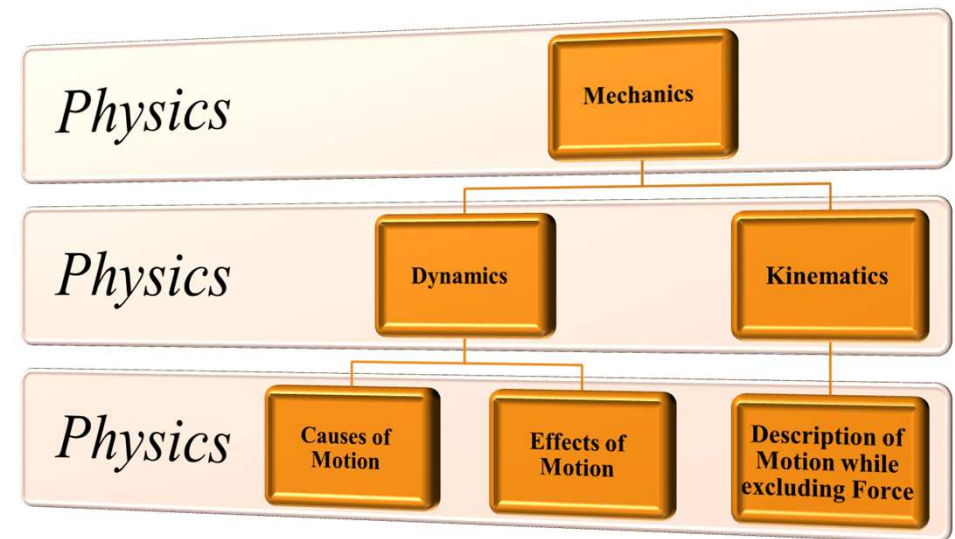 Physics
Mechanics
Physics
Dynamics
Kinematics
Physics
Causes of
Motion
Effects of
Motion
Description of
Motion while
excluding Force